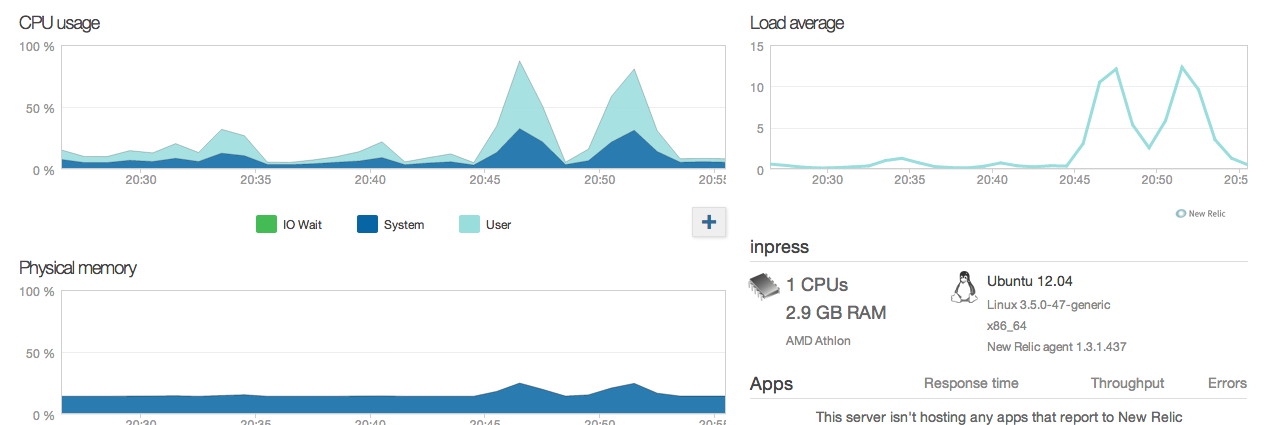 CPU usage
100 %
50 %
0 %
20:30 20:35 20:40 20:45 20:50 20:55
IO Wait System User
+
Physical memory
100 %
50 %
0 %
20:30 20:35 20:40 20:45 20:50 20:55
Load average
15
10
5
0
20:30 20:35 20:40 20:45 20:50 20:5
New Relic
inpress
1 CPUs
2.9 GB RAM
AMD Athlon
Ubuntu 12.04
Linux 3.5.0-47-generic
x86_64
New Relic agent 1.3.1.437
Apps Response time Throughput Errors
This server isn't hosting any apps that report to New Relic